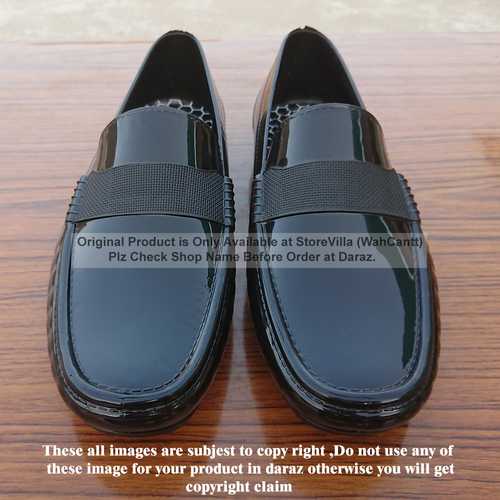 Original Product is Only Available at StoreVilla (WahCantt)
Plz Check Shop Name Before Order at Daraz.
These all images are subjest to copy right ,Do not use any of
these image for your product in daraz otherwise you will get
copyright claim